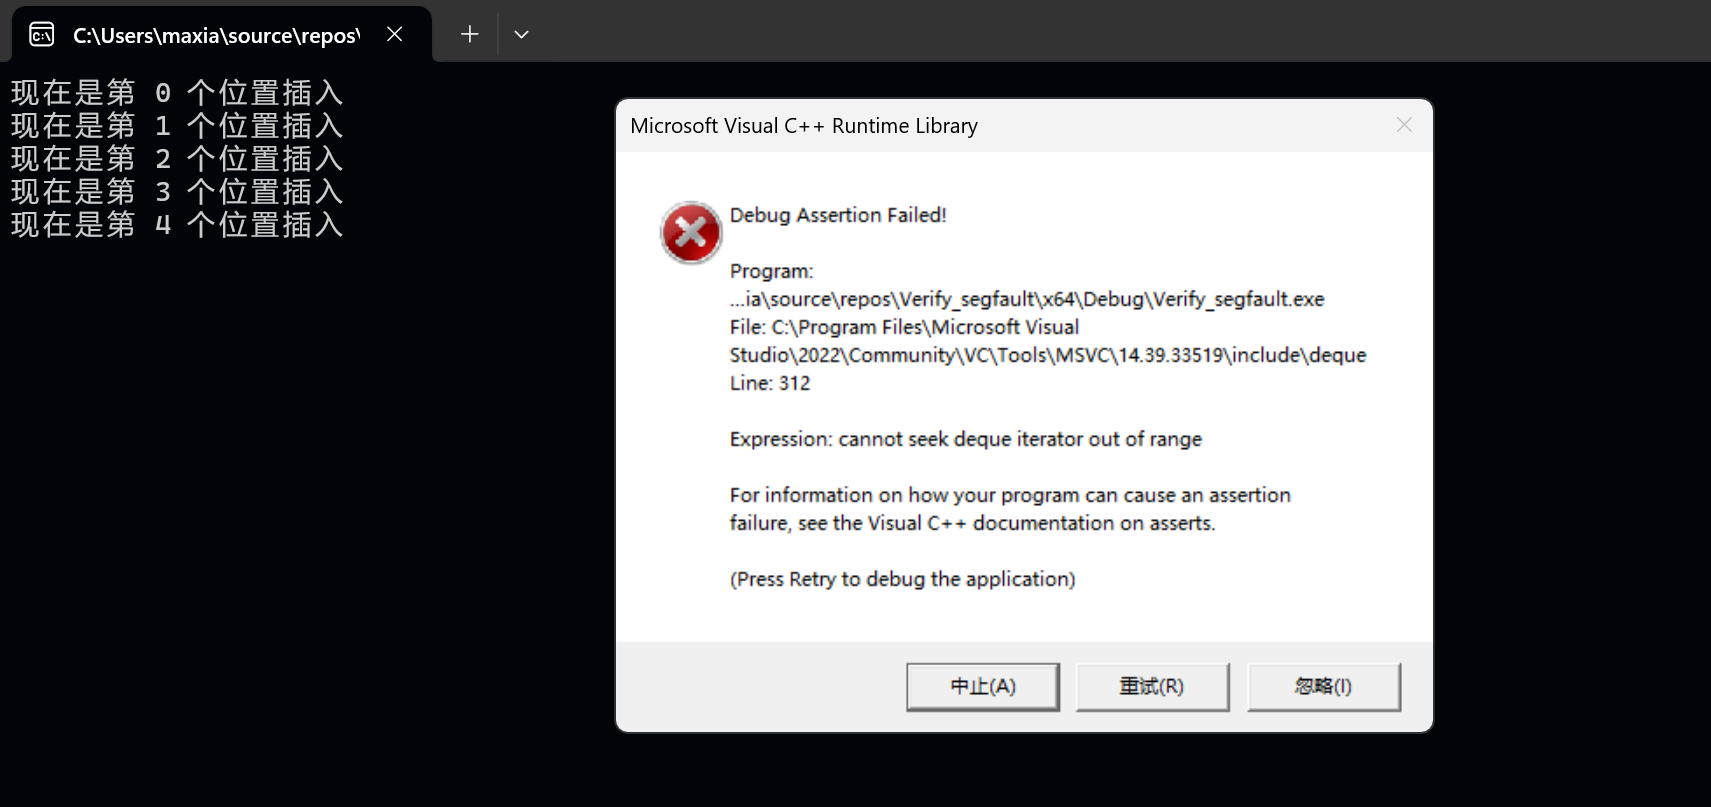 C:\Users\maxia\source\repos\
现在是第 0 个位置插入
现在是第 1 个位置插入
现在是第 2 个位置插入
现在是第 3 个位置插入
现在是第 4 个位置插入
Microsoft Visual C++ Runtime Library
Debug Assertion Failed!
Program:
...ia\source\repos\Verify_segfault\x64\Debug\Verify_segfault.exe
File: C:\Program Files\Microsoft Visual
Studio\2022\Community\VC\Tools\MSVC\14.39.33519\include\deque
Line: 312
Expression: cannot seek deque iterator out of range
For information on how your program can cause an assertion
failure, see the Visual C++ documentation on asserts.
(Press Retry to debug the application)
中止(A) 重试(R) 忽略(I)